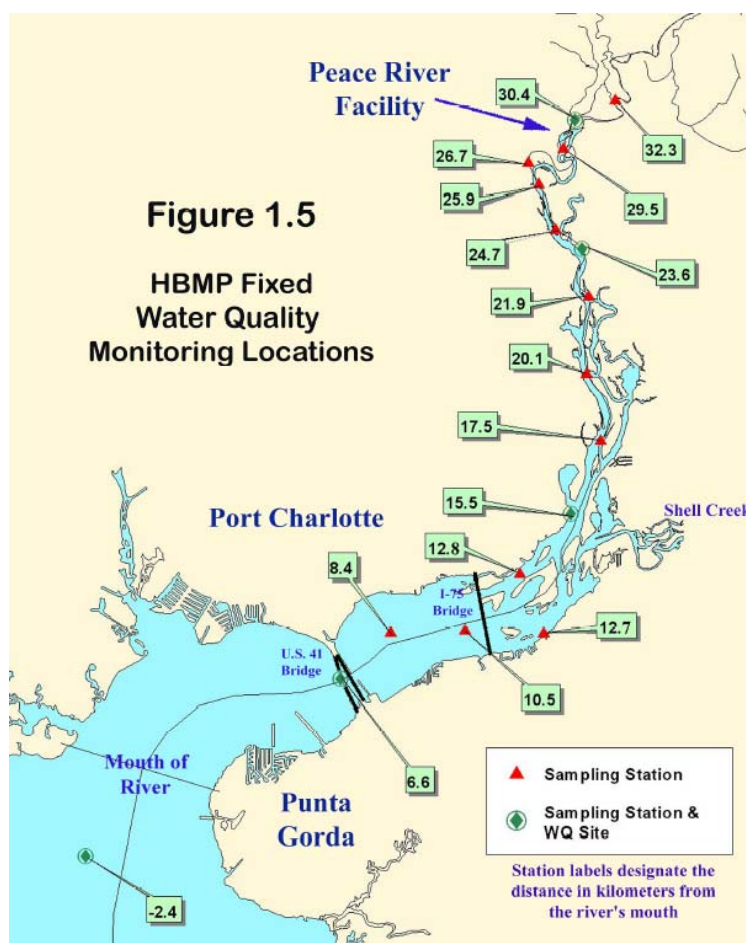 Peace River
Facility
30.4
32.3
26.7
29.5
25.9
Figure 1.5
24.7
23.6
HBMP Fixed
Water Quality
Monitoring Locations
21.9
20.1
17.5
15.5
Port Charlotte
Shell Creek
12.8
8.4
I-75
Bridge
12.7
U.S. 41
Bridge
10.5
Mouth of
River
6.6
Punta
Gorda
Sampling Station
Sampling Station &
WQ Site
-2.4
Station labels designate the
distance in kilometers from
the river's mouth